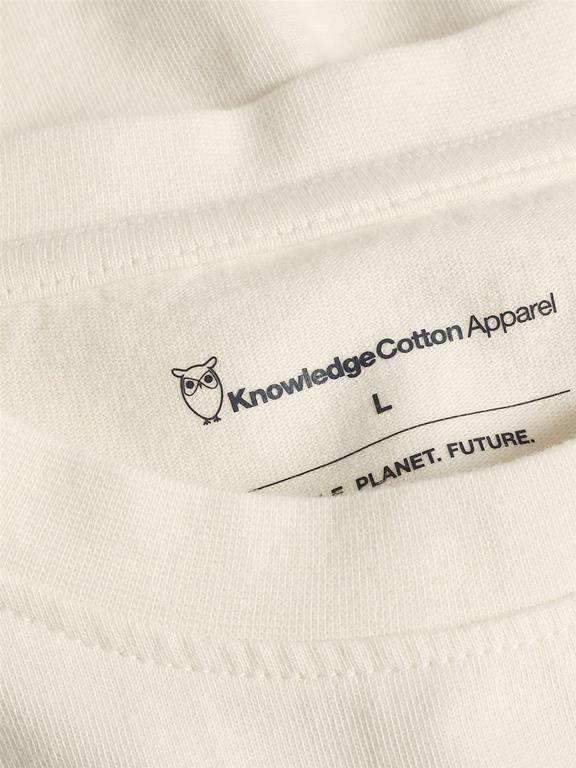 KnowledgeCotton Apparel
L
PLANET. FUTURE.